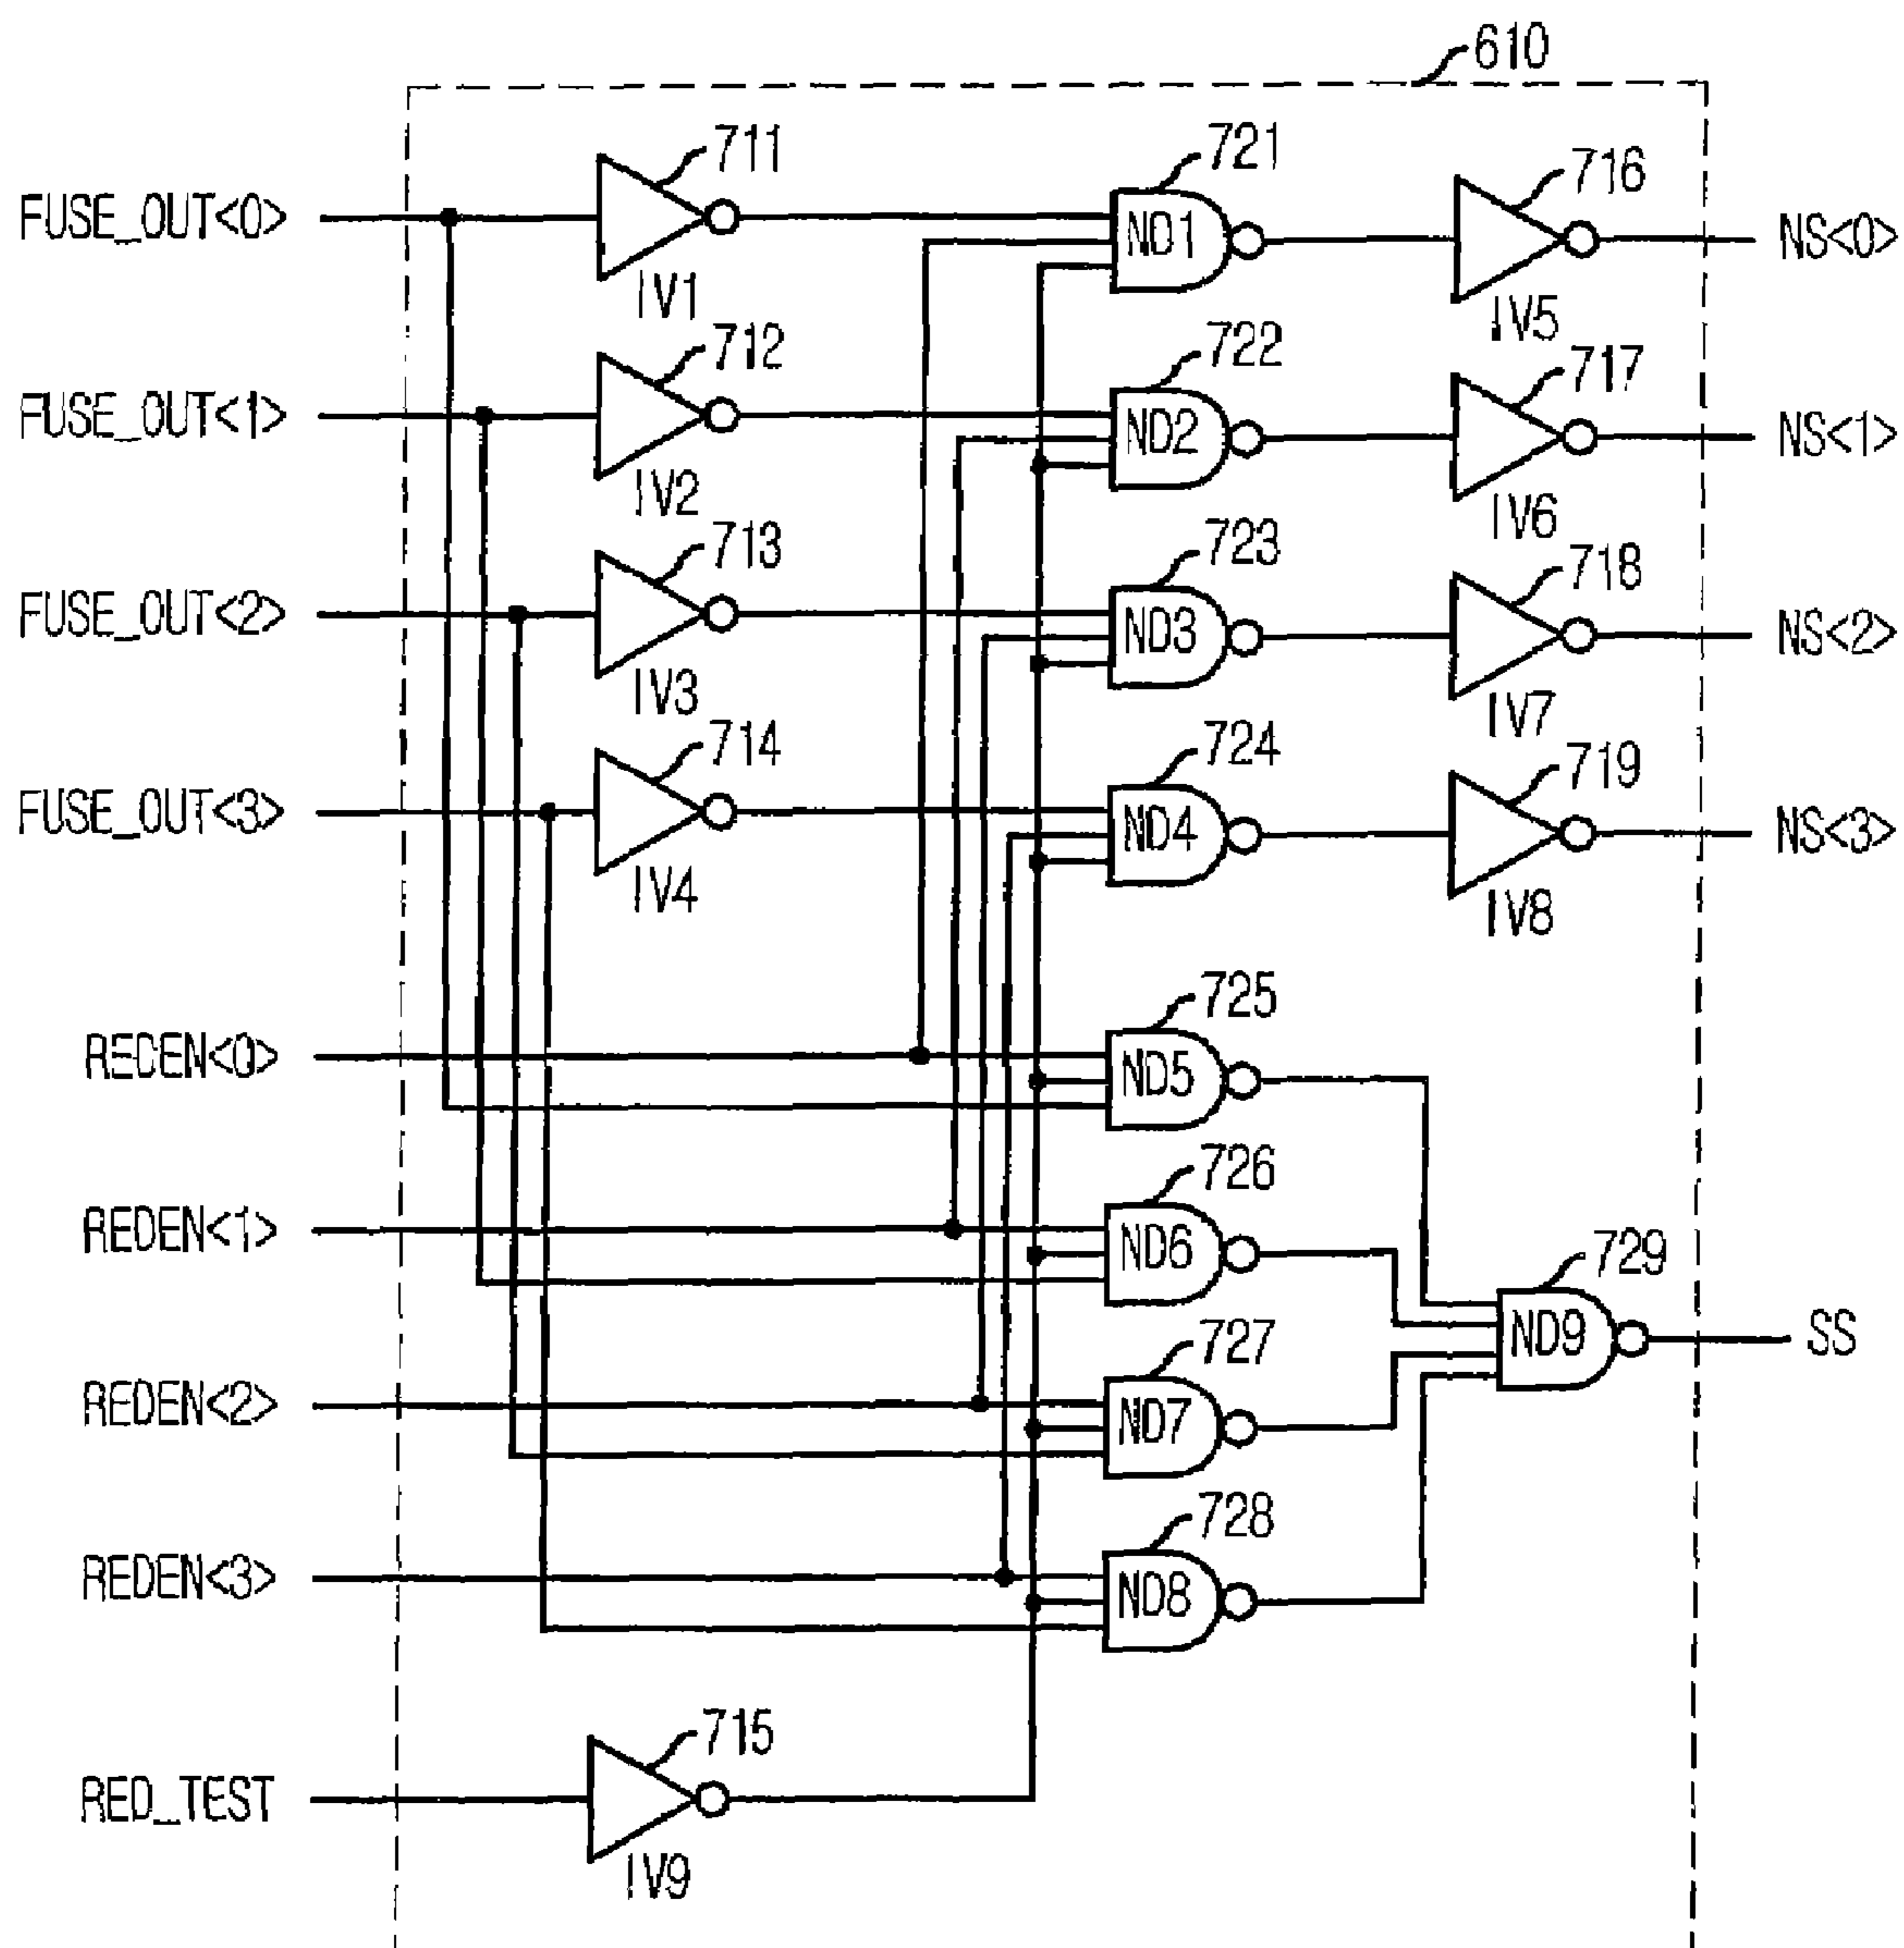 610
711
721
716
FUSE_OUT<0>
ND1
NS<0>
IV1
IV5
712
722
717
FUSE_OUT<1>
ND2
NS<1>
IV2
IV6
713
723
718
FUSE_OUT<2>
ND3
NS<2>
IV3
IV7
714
724
719
FUSE_OUT<3>
ND4
NS<3>
IV4
IV8
725
REDEN<0>
ND5
726
REDEN<1>
ND6
729
727
ND9
SS
REDEN<2>
ND7
728
REDEN<3>
ND8
715
RED_TEST
IV9